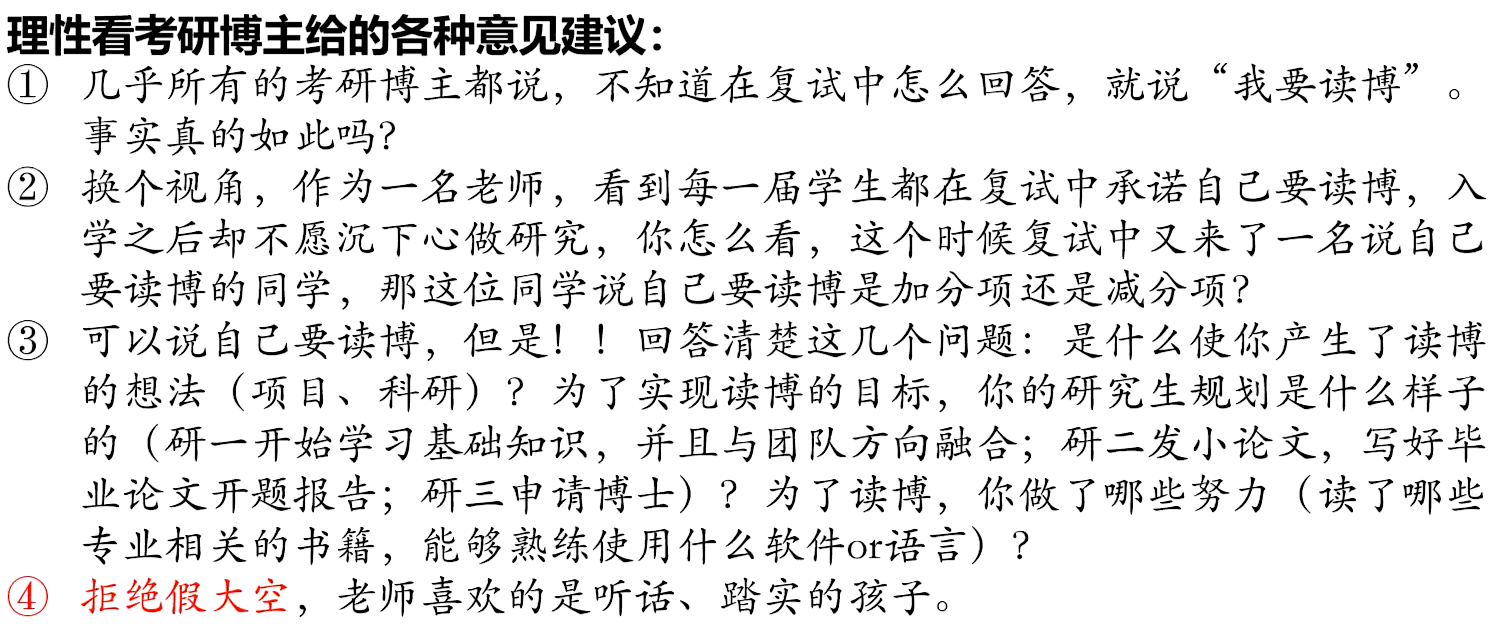 理性看考研博主给的各种意见建议：
① 几乎所有的考研博主都说，不知道在复试中怎么回答，就说“我要读博”。
事实真的如此吗？
② 换个视角，作为一名老师，看到每一届学生都在复试中承诺自己要读博，入
学之后却不愿沉下心做研究，你怎么看，这个时候复试中又来了一名说自己
要读博的同学，那这位同学说自己要读博是加分项还是减分项？
③ 可以说自己要读博，但是！！回答清楚这几个问题：是什么使你产生了读博
的想法（项目、科研）？为了实现读博的目标，你的研究生规划是什么样子
的（研一开始学习基础知识，并且与团队方向融合；研二发小论文，写好毕
业论文开题报告；研三申请博士）？为了读博，你做了哪些努力（读了哪些
专业相关的书籍，能够熟练使用什么软件or语言）？
④ 拒绝假大空，老师喜欢的是听话、踏实的孩子。